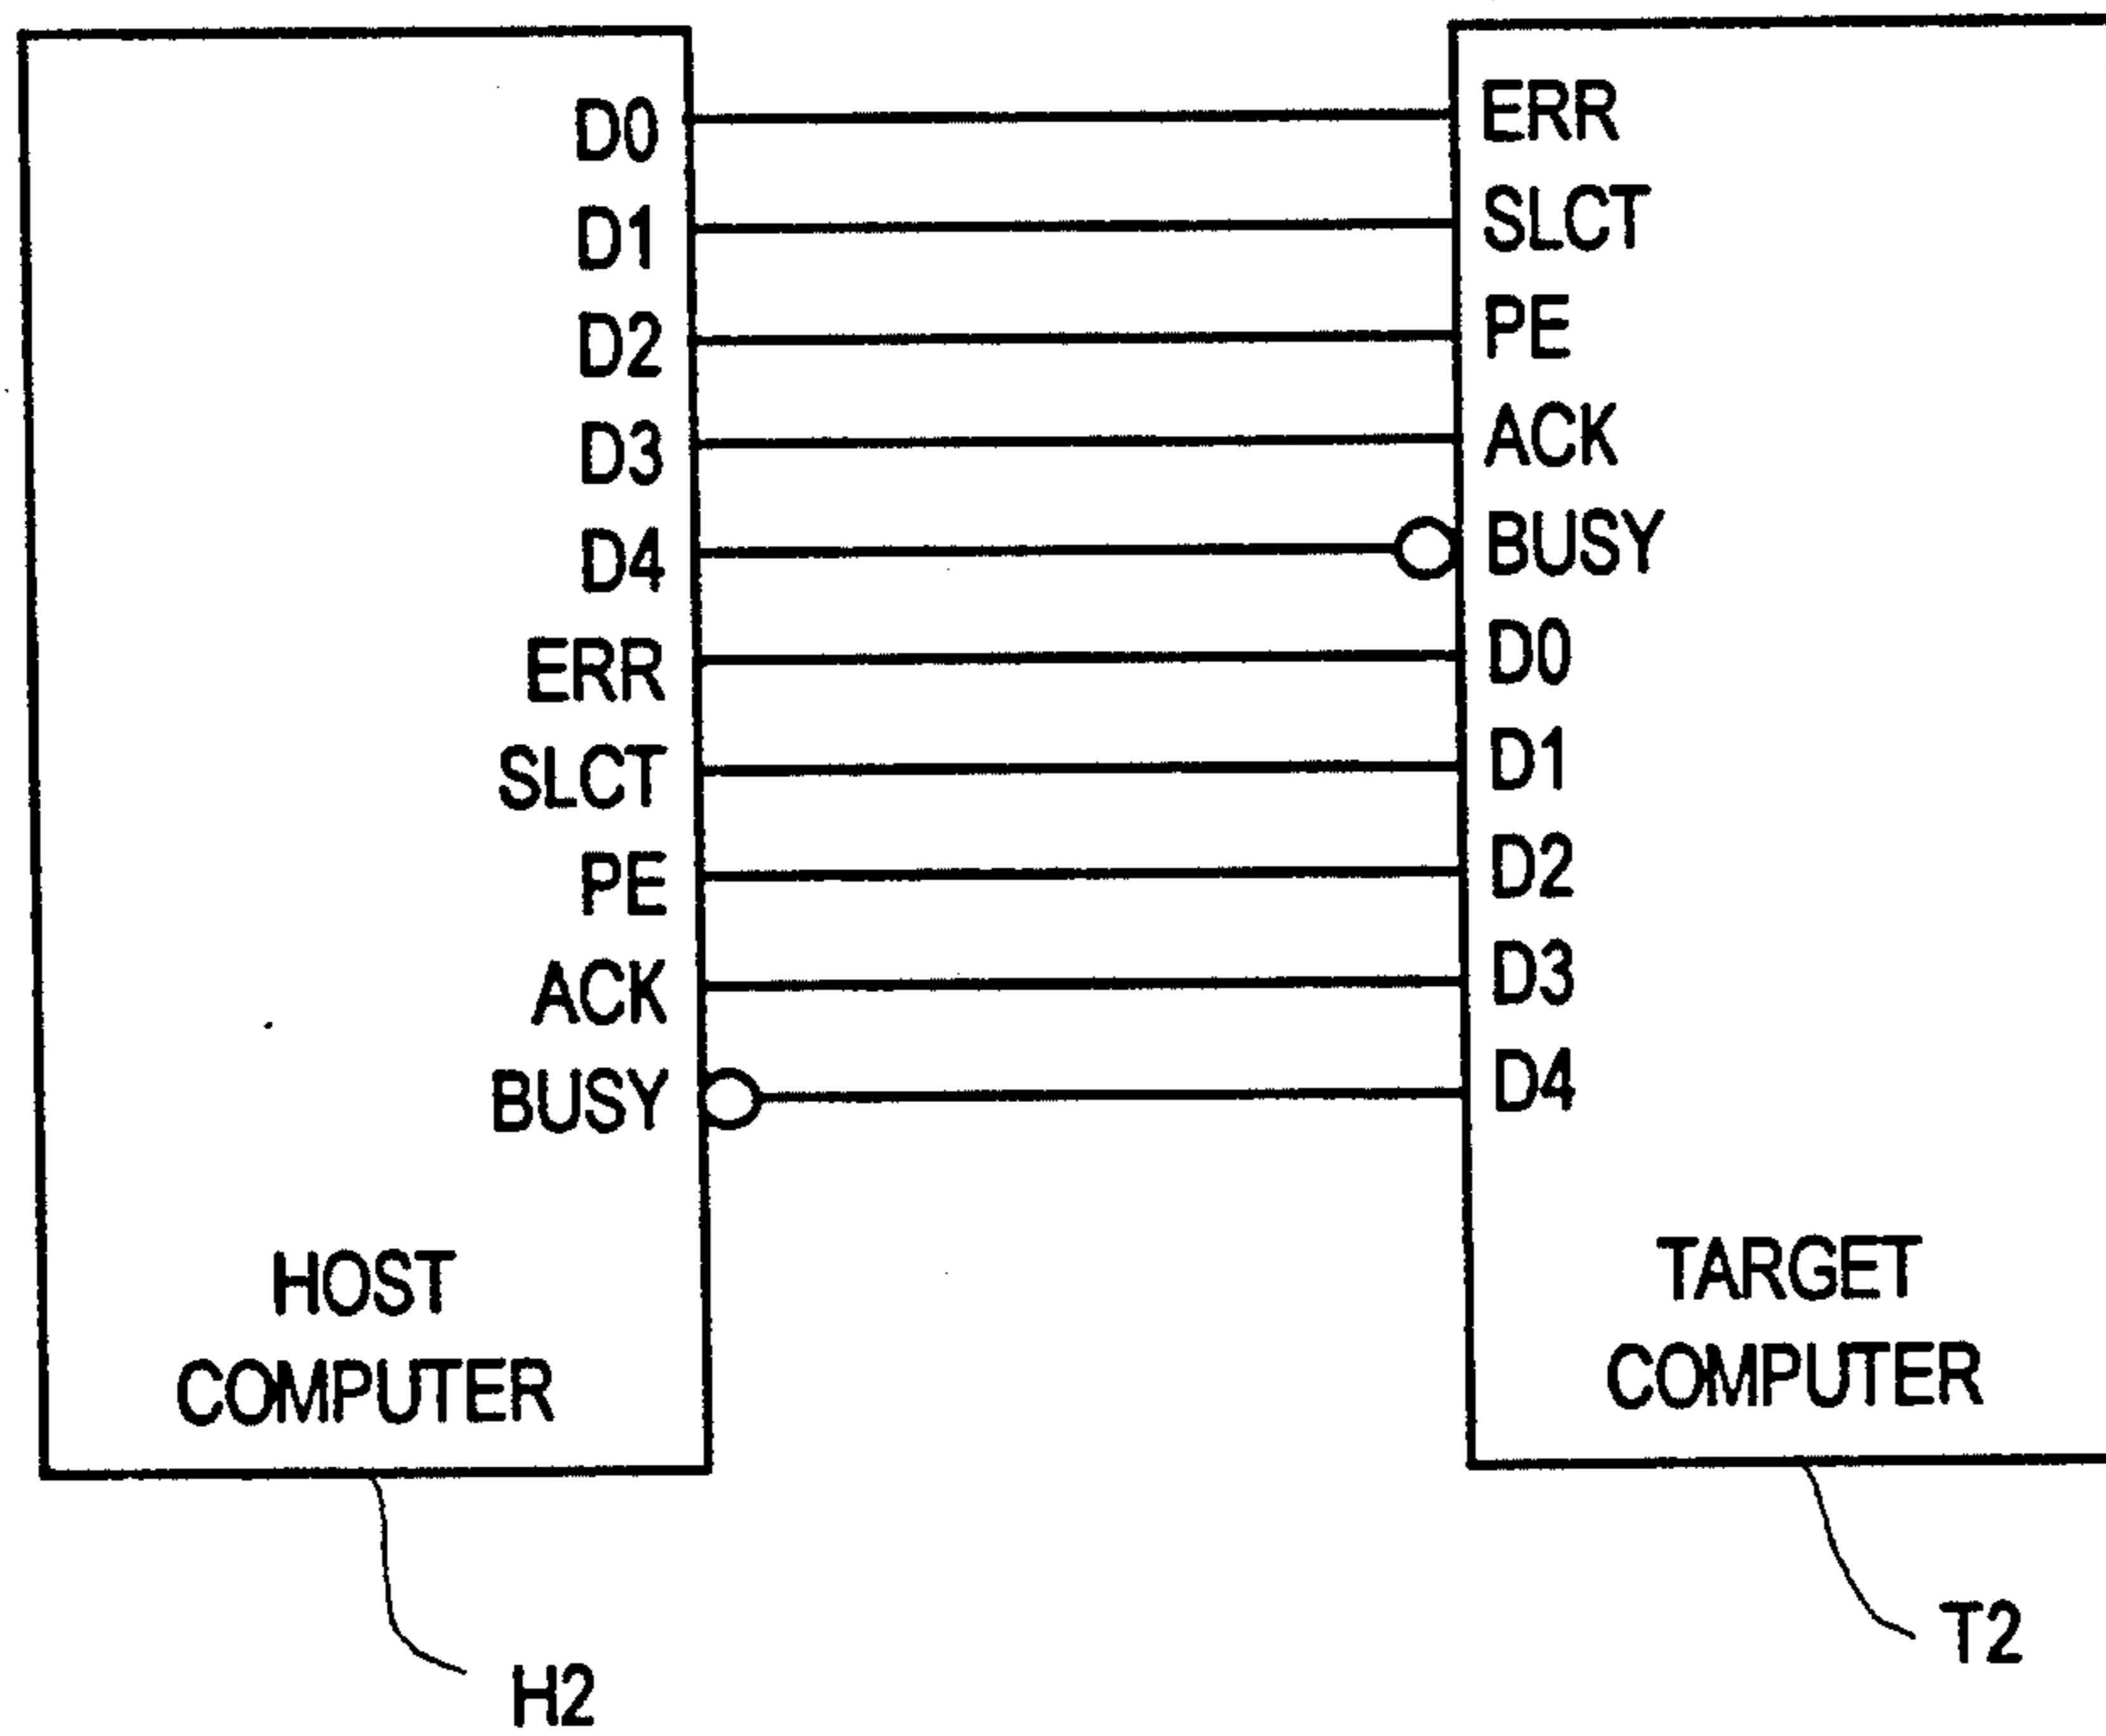 D0
D1
D2
D3
D4
ERR
SLCT
PE
ACK
BUSY
HOST
COMPUTER
H2
ERR
SLCT
PE
ACK
BUSY
D0
D1
D2
D3
D4
TARGET
COMPUTER
T2